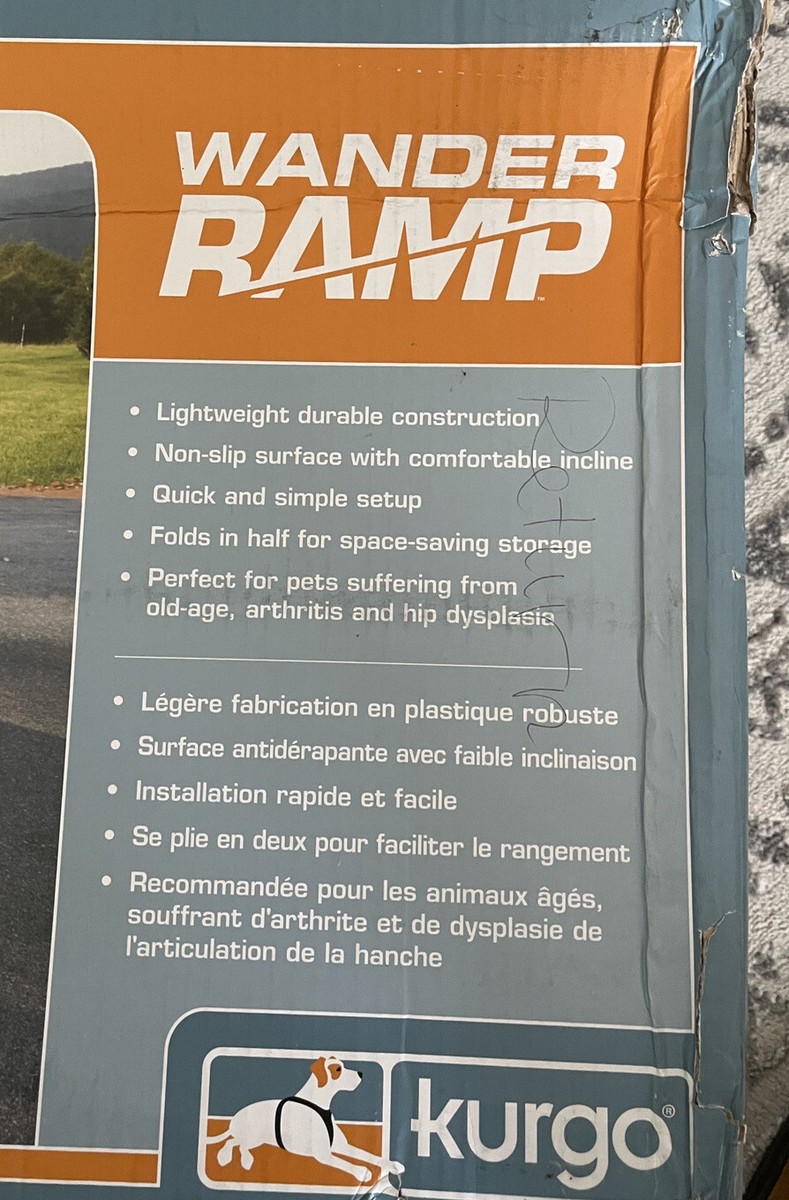 WANDER
RAMP™
• Lightweight durable construction
• Non-slip surface with comfortable incline
• Quick and simple setup
• Folds in half for space-saving storage
• Perfect for pets suffering from
old-age, arthritis and hip dysplasia
• Légère fabrication en plastique robuste
• Surface antidérapante avec faible inclinaison
• Installation rapide et facile
• Se plie en deux pour faciliter le rangement
• Recommandée pour les animaux âgés,
souffrant d'arthrite et de dysplasie de
l'articulation de la hanche
kurgo®